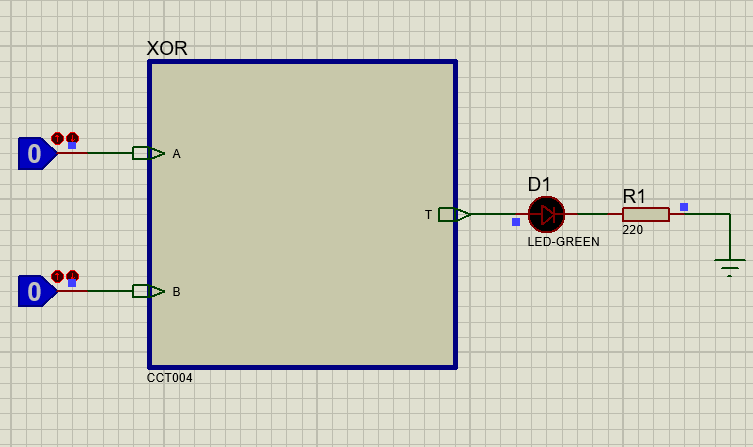 XOR
0
A
T
D1
R1
LED-GREEN
220
0
B
CCT004